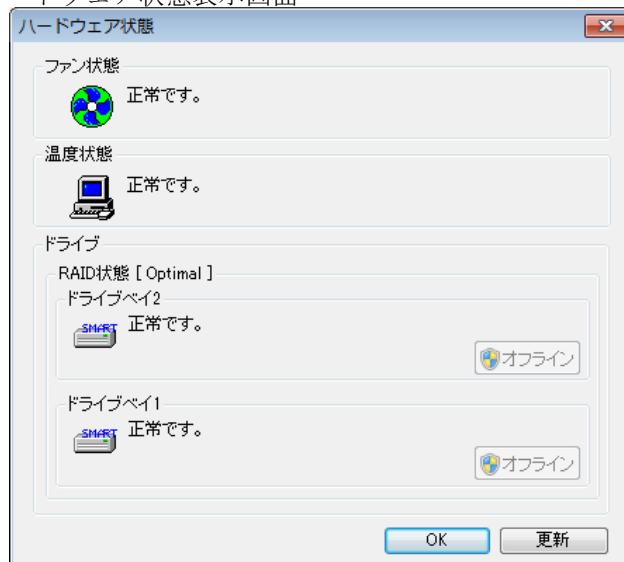 ハードウェア状態
ファン状態
正常です。
温度状態
正常です。
ドライブ
RAID状態 [ Optimal ]
ドライブベイ2
SMART
正常です。
オフライン
ドライブベイ1
SMART
正常です。
オフライン
OK
更新